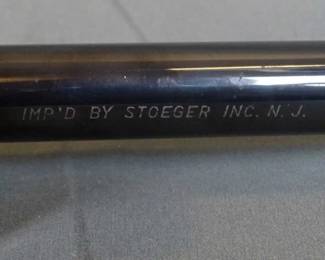 IMP'D BY STOEGER INC. N.J.